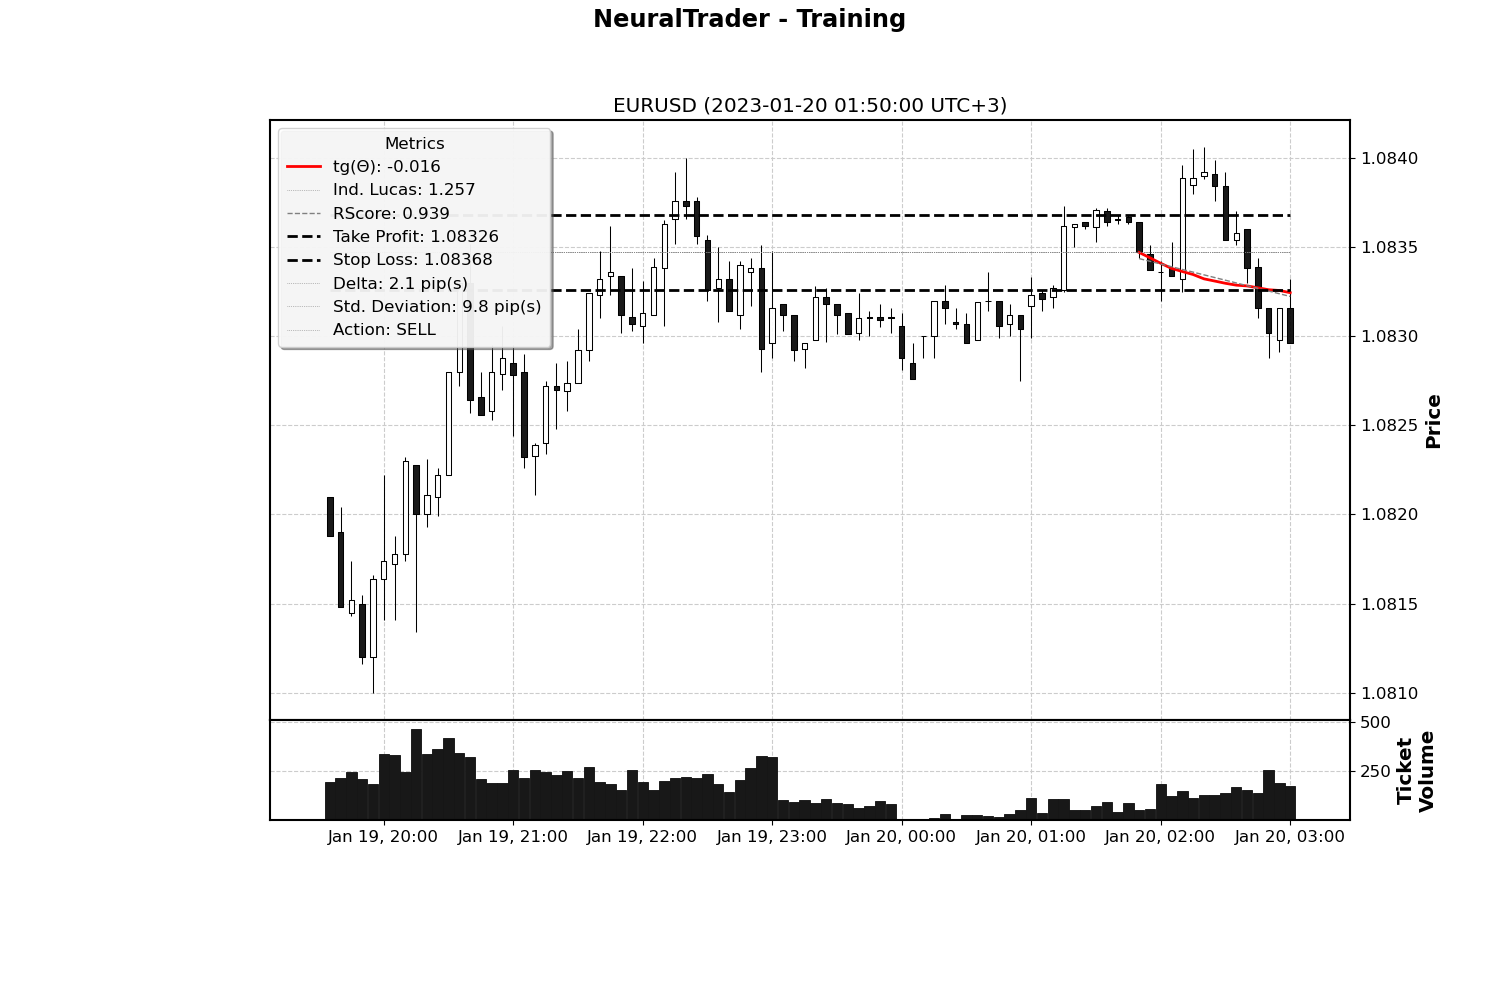 NeuralTrader - Training
EURUSD (2023-01-20 01:50:00 UTC+3)
Metrics
tg(Θ): -0.016
Ind. Lucas: 1.257
RScore: 0.939
Take Profit: 1.08326
Stop Loss: 1.08368
Delta: 2.1 pip(s)
Std. Deviation: 9.8 pip(s)
Action: SELL
1.0840
1.0835
1.0830
1.0825
1.0820
1.0815
1.0810
Price
500
250
Ticket
Volume
Jan 19, 20:00
Jan 19, 21:00
Jan 19, 22:00
Jan 19, 23:00
Jan 20, 00:00
Jan 20, 01:00
Jan 20, 02:00
Jan 20, 03:00